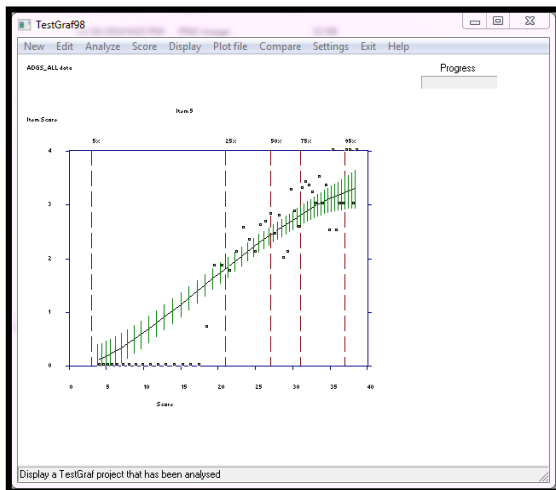 TestGraf98
New Edit Analyze Score Display Plot file Compare Settings Exit Help
ADGS_ALL data
Progress
Item 5
Item Score
5% 25% 50% 75% 95%
4
3
2
1
0
0 5 10 15 20 25 30 35 40
Score
Display a TestGraf project that has been analysed